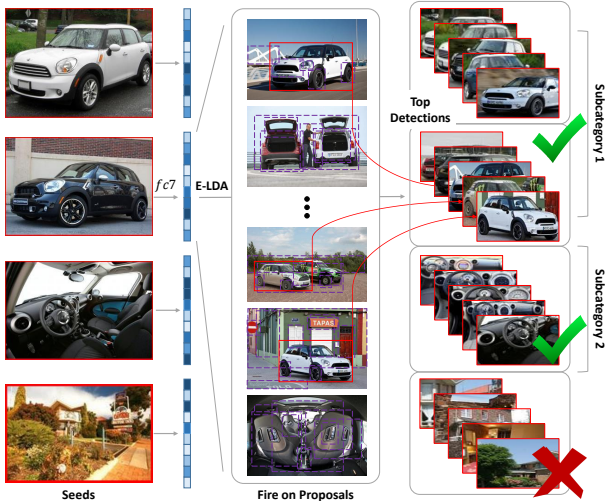 Top
Detections
Subcategory 1
fc7
E-LDA
TAPAS
Subcategory 2
Seeds
Fire on Proposals